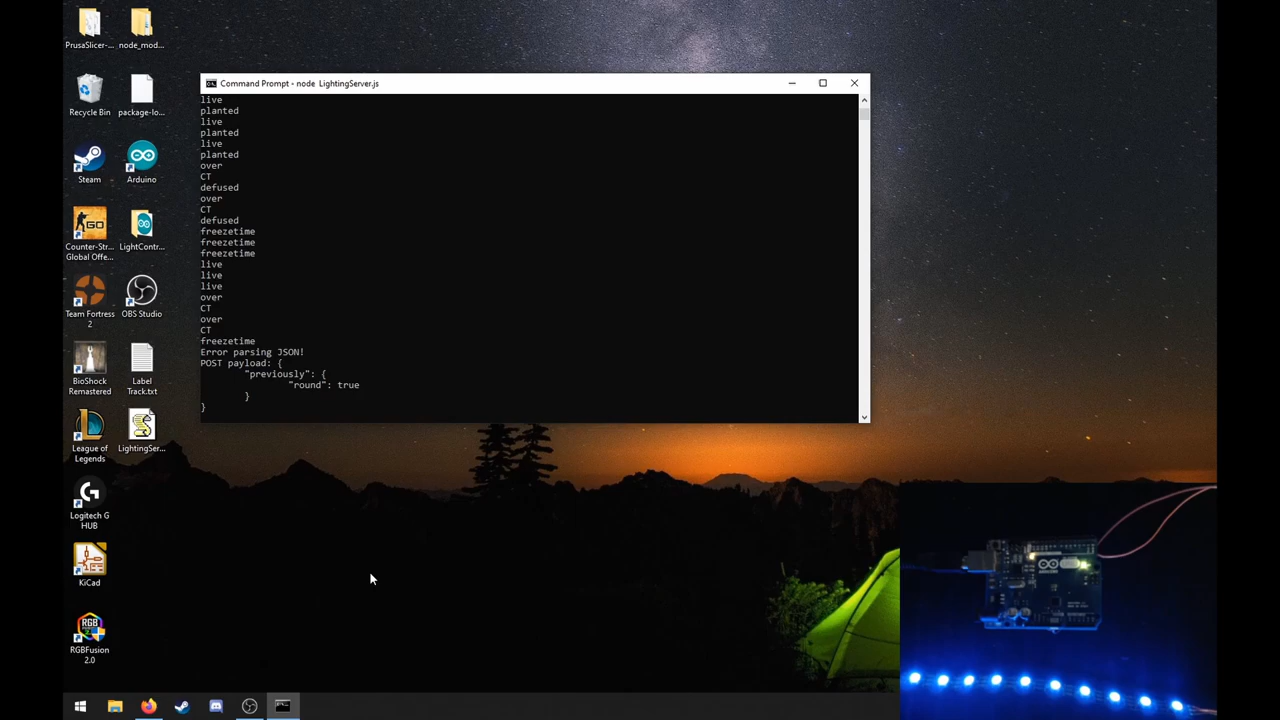 PrusaSlicer-...
node_mod...
Recycle Bin
package-lo...
Steam
Arduino
Counter-Str...
Global Offe...
LightContr...
Team Fortress
2
OBS Studio
BioShock
Remastered
Label
Track.txt
League of
Legends
LightingSer...
Logitech G
HUB
KiCad
RGBFusion
2.0
Command Prompt - node  LightingServer.js
live
planted
live
planted
live
planted
over
CT
defused
over
CT
defused
freezetime
freezetime
freezetime
live
live
live
over
CT
over
CT
freezetime
Error parsing JSON!
POST payload: {
"previously": {
"round": true
}
}